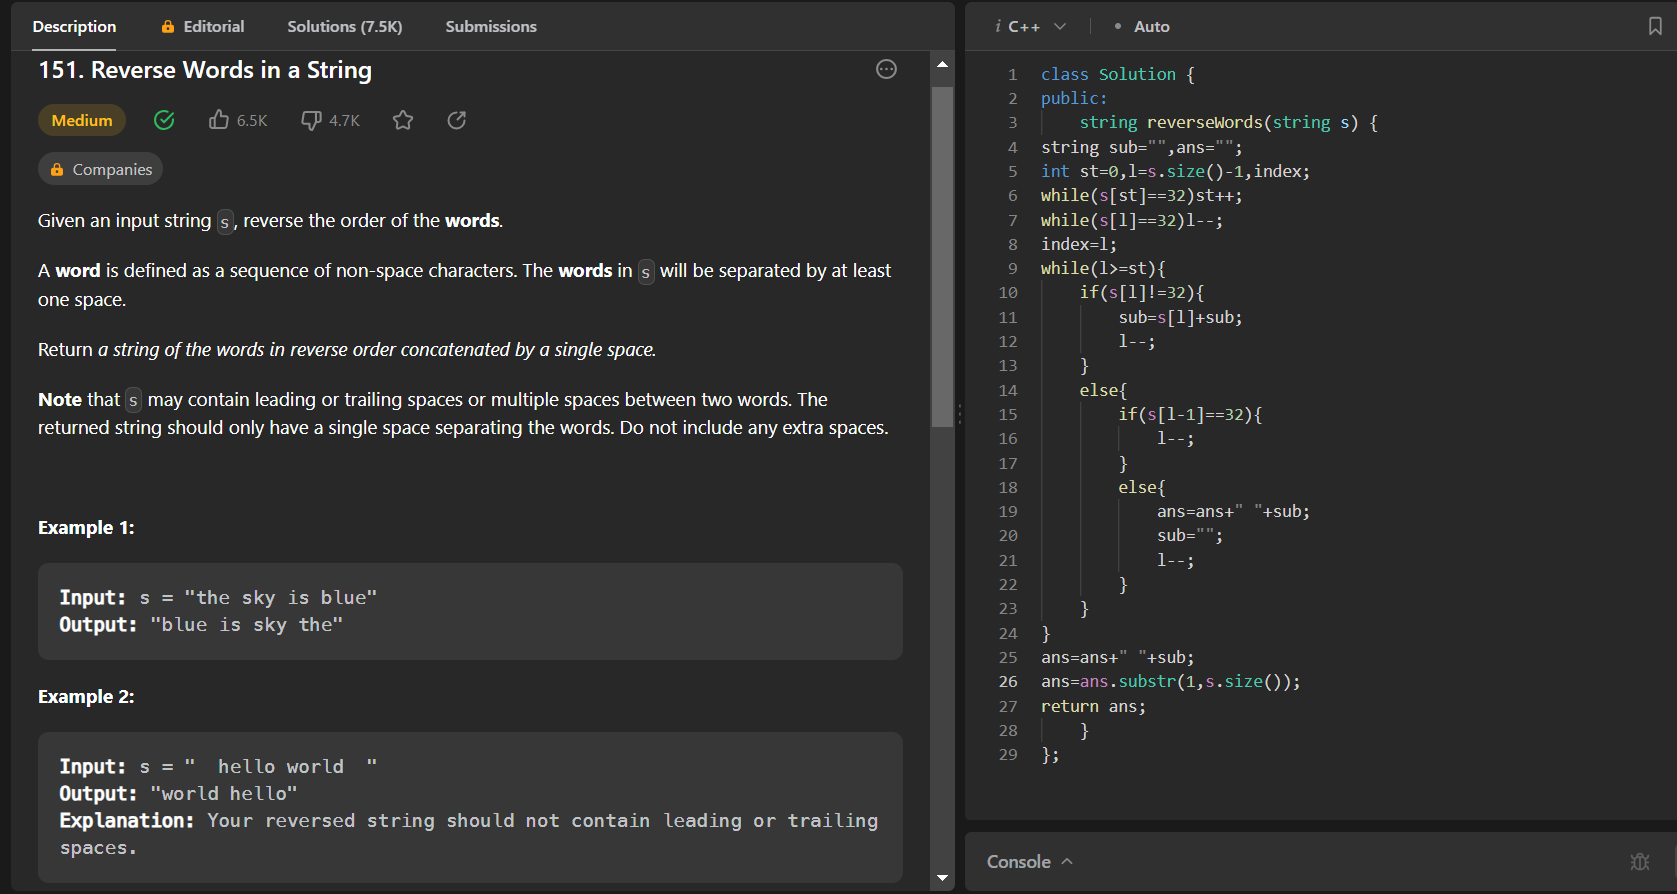 Description
Editorial
Solutions (7.5K)
Submissions
151. Reverse Words in a String
Medium
6.5K
4.7K
Companies
Given an input string s, reverse the order of the words.
A word is defined as a sequence of non-space characters. The words in s will be separated by at least
one space.
Return a string of the words in reverse order concatenated by a single space.
Note that s may contain leading or trailing spaces or multiple spaces between two words. The
returned string should only have a single space separating the words. Do not include any extra spaces.
Example 1:
Input: s = "the sky is blue"
Output: "blue is sky the"
Example 2:
Input: s = "  hello world  "
Output: "world hello"
Explanation: Your reversed string should not contain leading or trailing
spaces.
i C++
• Auto
1 class Solution {
2 public:
3     string reverseWords(string s) {
4 string sub="",ans="";
5 int st=0,l=s.size()-1,index;
6 while(s[st]==32)st++;
7 while(s[l]==32)l--;
8 index=l;
9 while(l>=st){
10     if(s[l]!=32){
11         sub=s[l]+sub;
12         l--;
13     }
14     else{
15         if(s[l-1]==32){
16             l--;
17         }
18         else{
19             ans=ans+" "+sub;
20             sub="";
21             l--;
22         }
23     }
24 }
25 ans=ans+" "+sub;
26 ans=ans.substr(1,s.size());
27 return ans;
28     }
29 };
Console